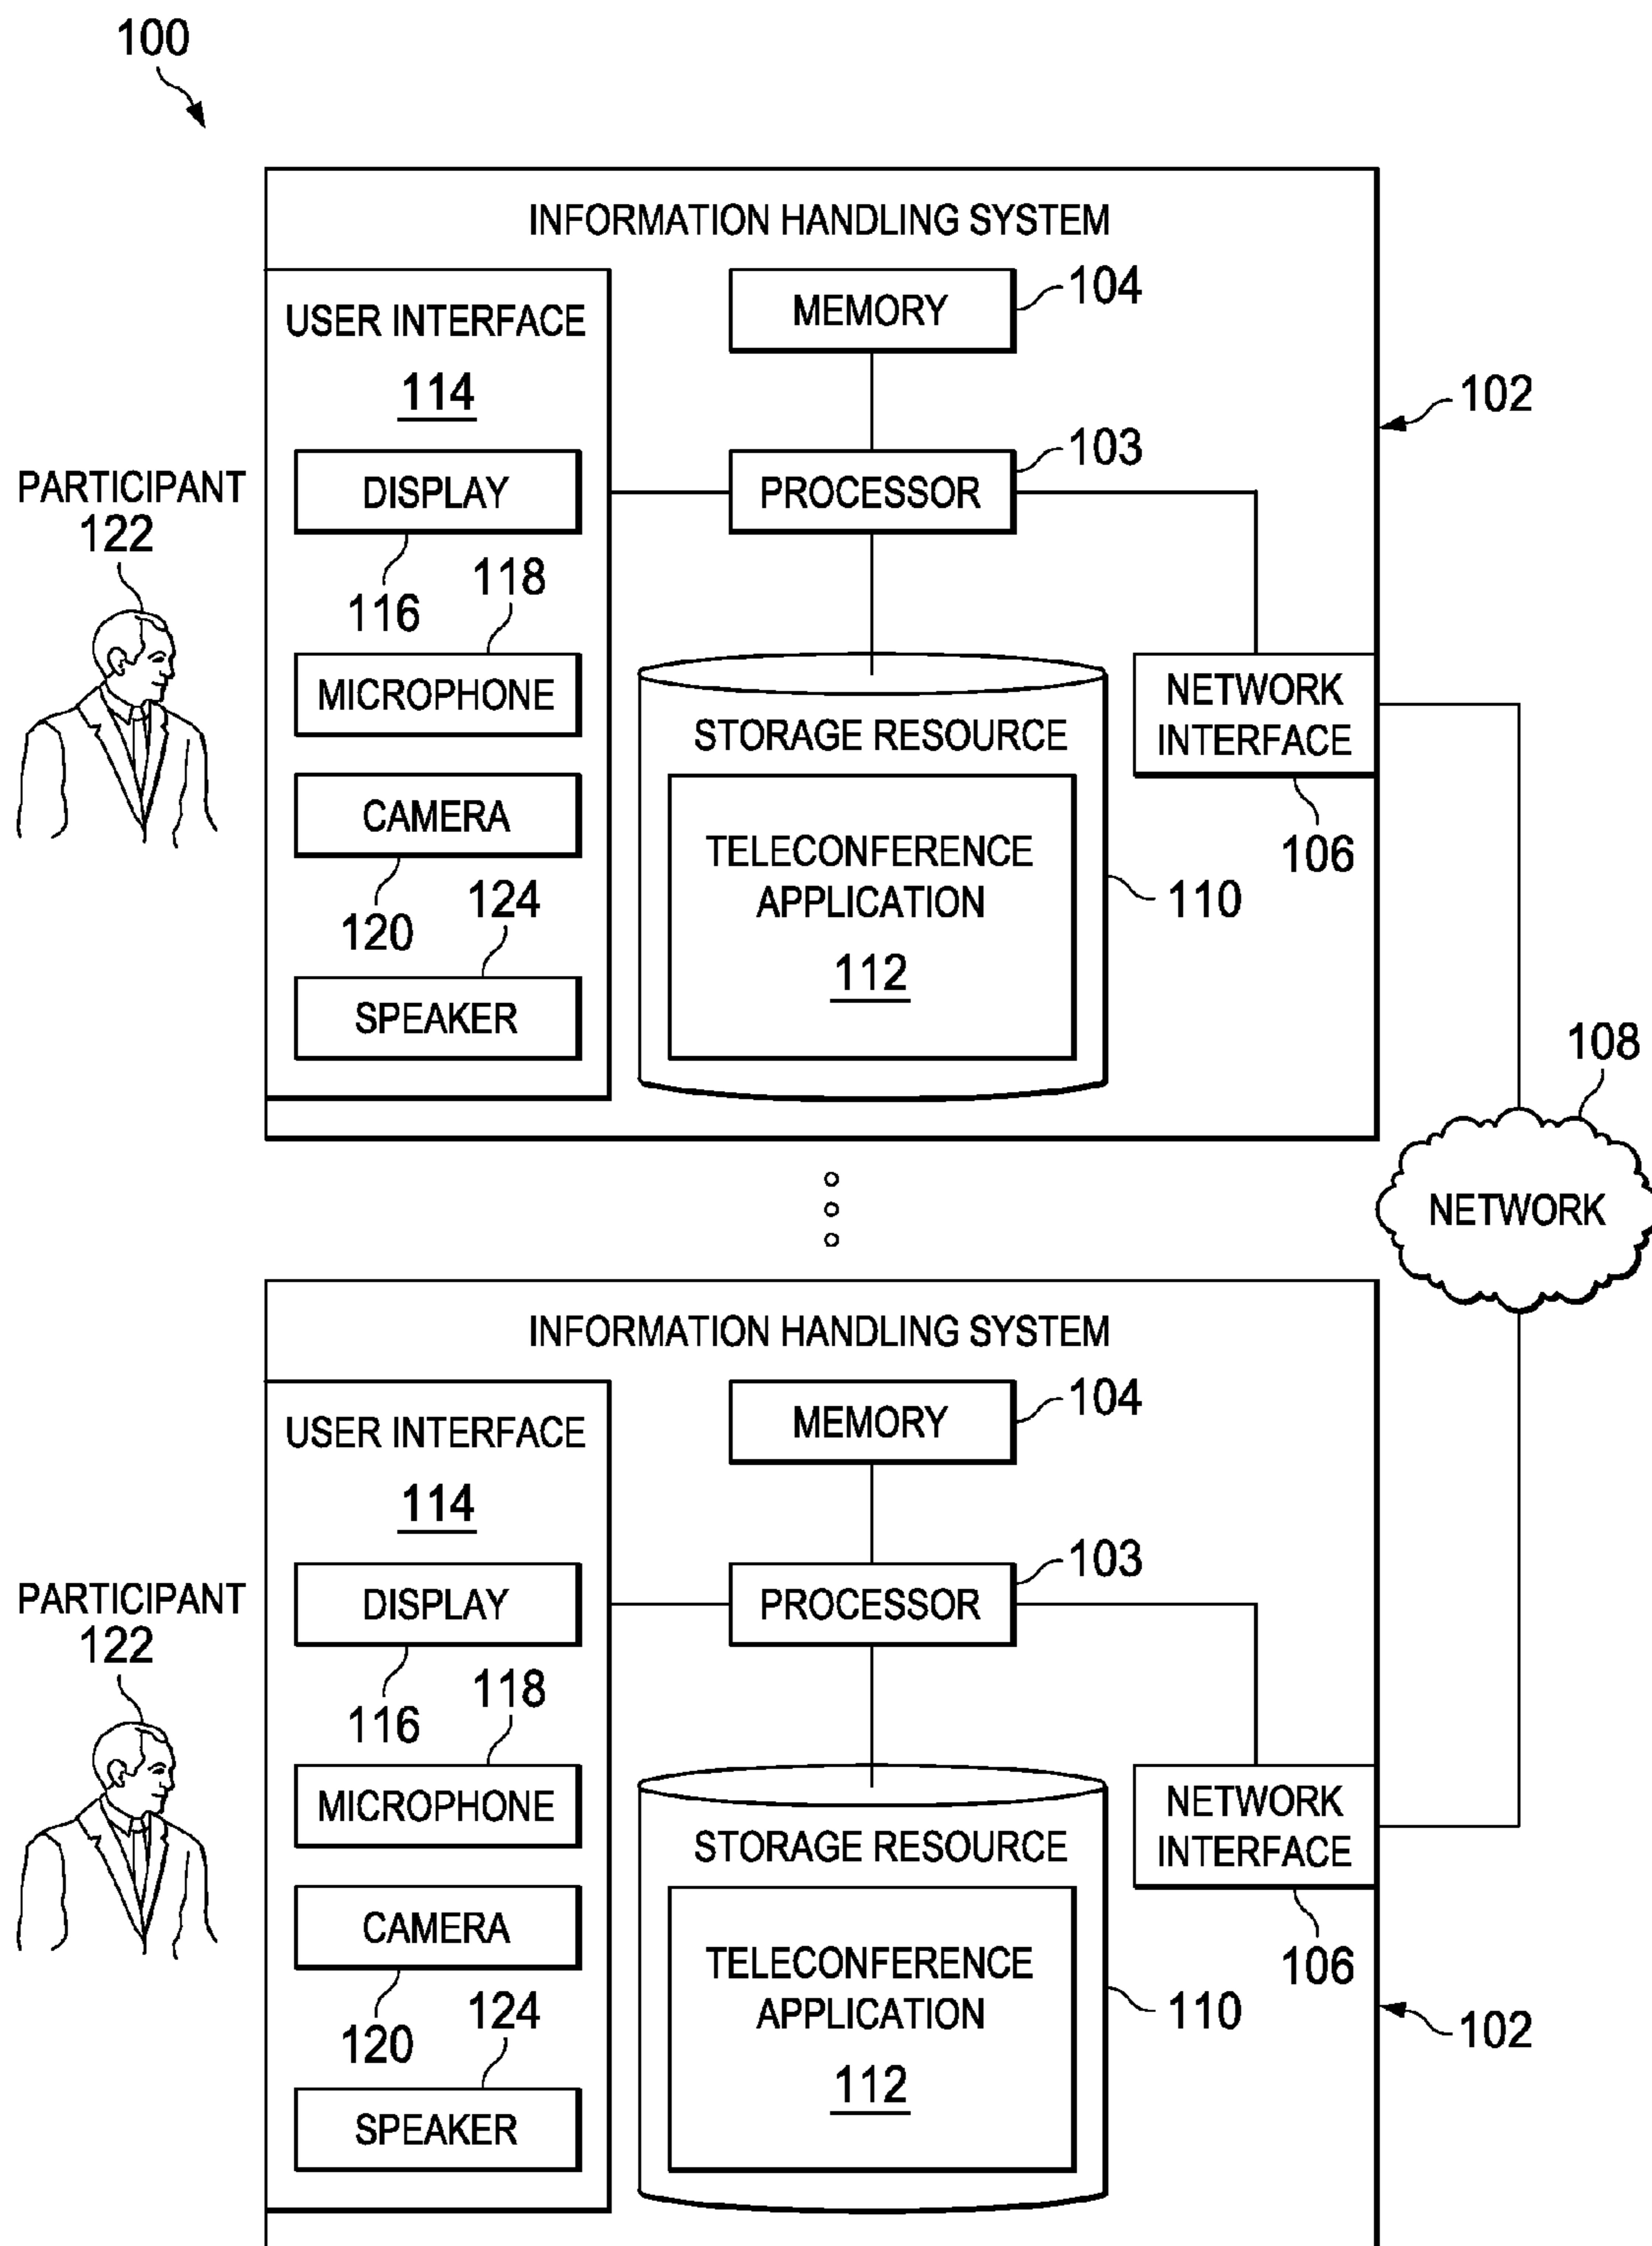 100
INFORMATION HANDLING SYSTEM
USER INTERFACE
114
MEMORY
104
102
PARTICIPANT
122
DISPLAY
116
PROCESSOR
103
118
MICROPHONE
STORAGE RESOURCE
NETWORK
INTERFACE
106
CAMERA
120
TELECONFERENCE
APPLICATION
112
110
124
SPEAKER
108
NETWORK
INFORMATION HANDLING SYSTEM
USER INTERFACE
114
MEMORY
104
PARTICIPANT
122
DISPLAY
116
PROCESSOR
103
118
MICROPHONE
STORAGE RESOURCE
NETWORK
INTERFACE
106
CAMERA
120
TELECONFERENCE
APPLICATION
112
110
102
124
SPEAKER